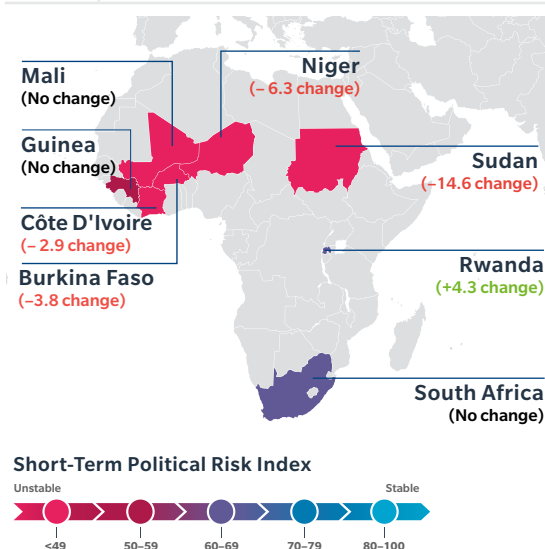 Mali
(No change)
Niger
(– 6.3 change)
Guinea
(No change)
Sudan
(–14.6 change)
Côte D'Ivoire
(– 2.9 change)
Burkina Faso
(–3.8 change)
Rwanda
(+4.3 change)
South Africa
(No change)
Short-Term Political Risk Index
Unstable
Stable
<49
50–59
60–69
70–79
80–100